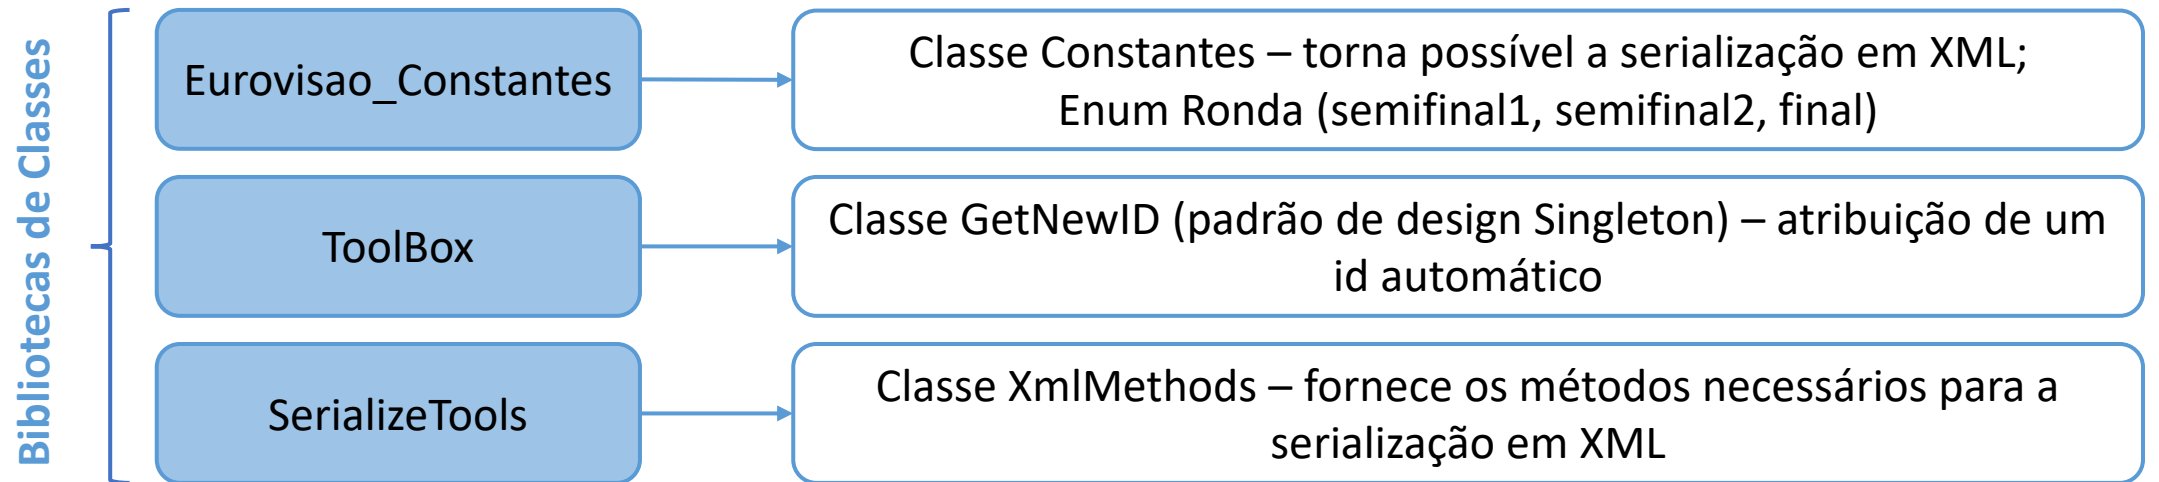 Bibliotecas de Classes
Eurovisao_Constantes
Classe Constantes – torna possível a serialização em XML;
Enum Ronda (semifinal1, semifinal2, final)
ToolBox
Classe GetNewID (padrão de design Singleton) – atribuição de um
id automático
SerializeTools
Classe XmlMethods – fornece os métodos necessários para a
serialização em XML